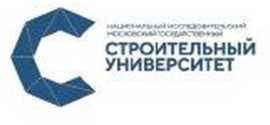 НАЦИОНАЛЬНЫЙ ИССЛЕДОВАТЕЛЬСКИЙ
МОСКОВСКИЙ ГОСУДАРСТВЕННЫЙ
СТРОИТЕЛЬНЫЙ
УНИВЕРСИТЕТ